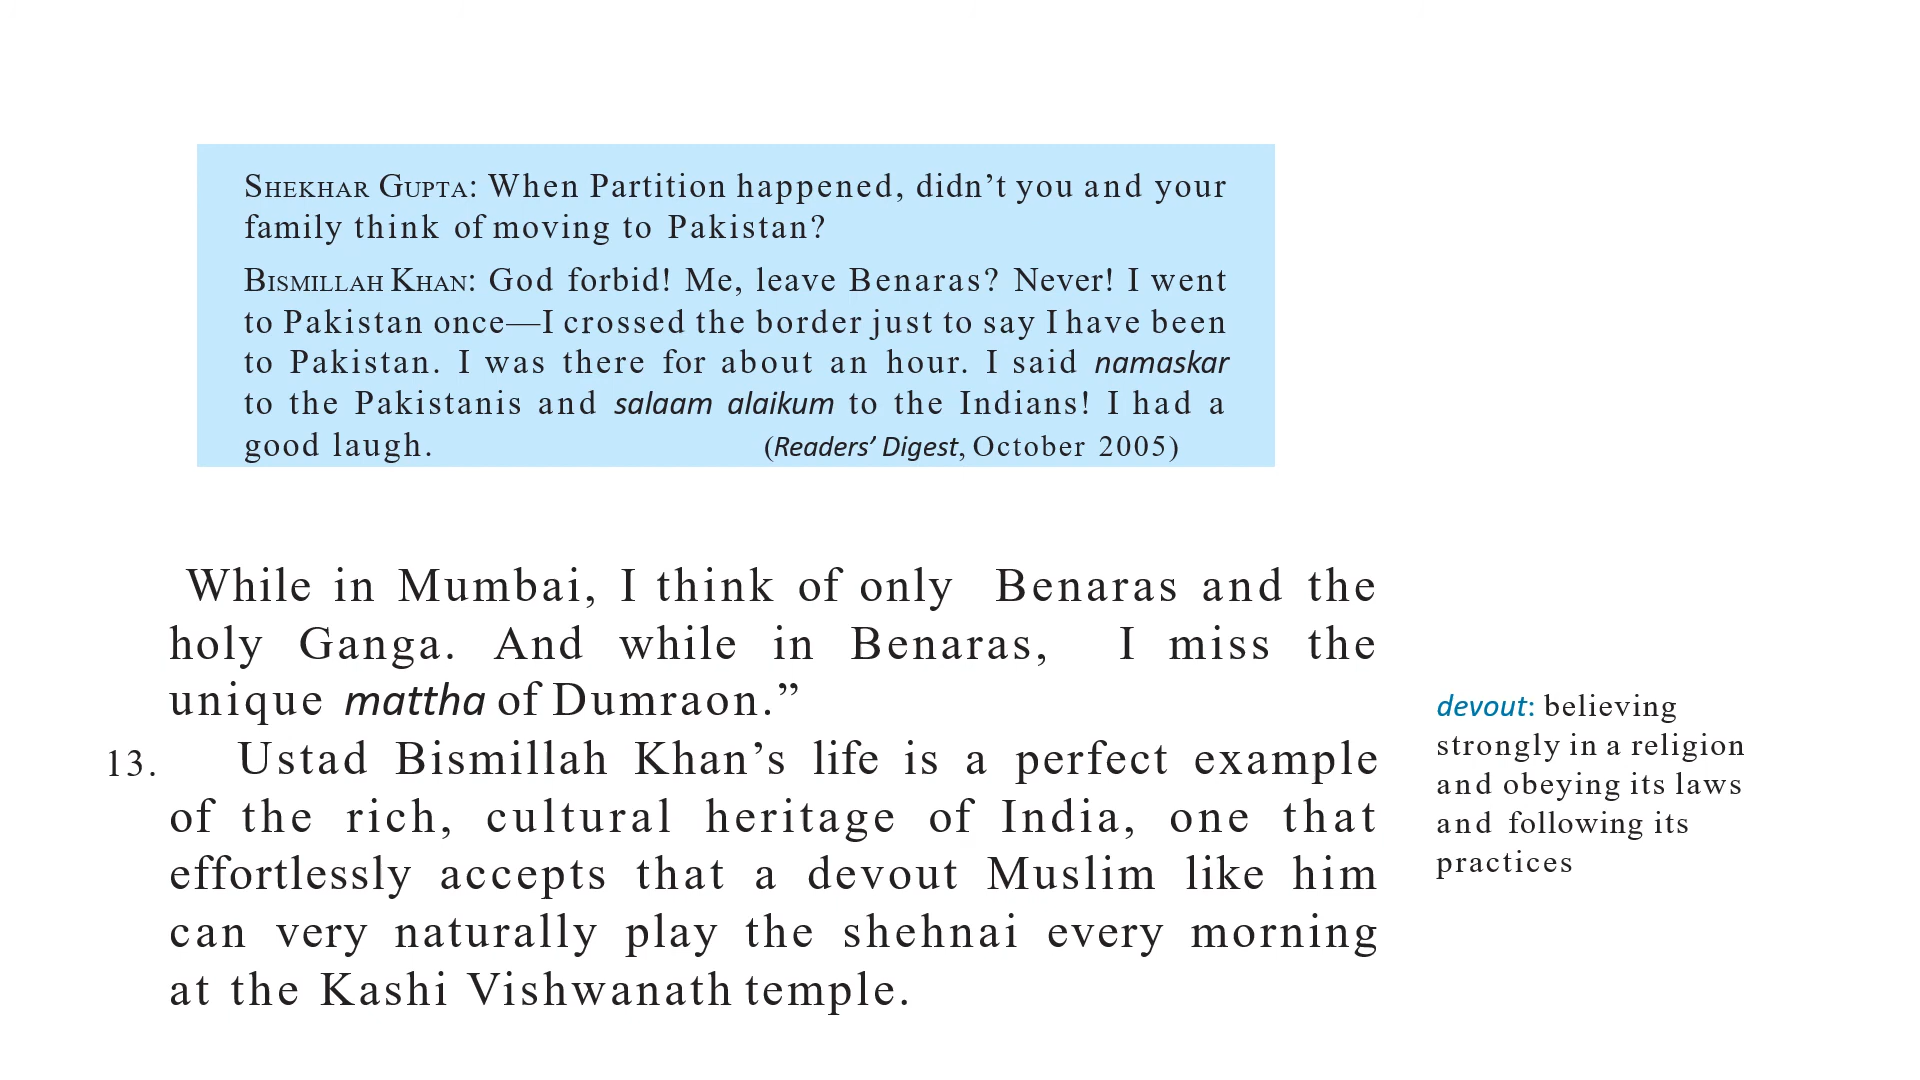 Shekhar Gupta: When Partition happened, didn’t you and your
family think of moving to Pakistan?
Bismillah Khan: God forbid! Me, leave Benaras? Never! I went
to Pakistan once—I crossed the border just to say I have been
to Pakistan. I was there for about an hour. I said namaskar
to the Pakistanis and salaam alaikum to the Indians! I had a
good laugh. (Readers’ Digest, October 2005)
While in Mumbai, I think of only Benaras and the
holy Ganga. And while in Benaras, I miss the
unique mattha of Dumraon.”
13. Ustad Bismillah Khan’s life is a perfect example
of the rich, cultural heritage of India, one that
effortlessly accepts that a devout Muslim like him
can very naturally play the shehnai every morning
at the Kashi Vishwanath temple.
devout: believing
strongly in a religion
and obeying its laws
and following its
practices